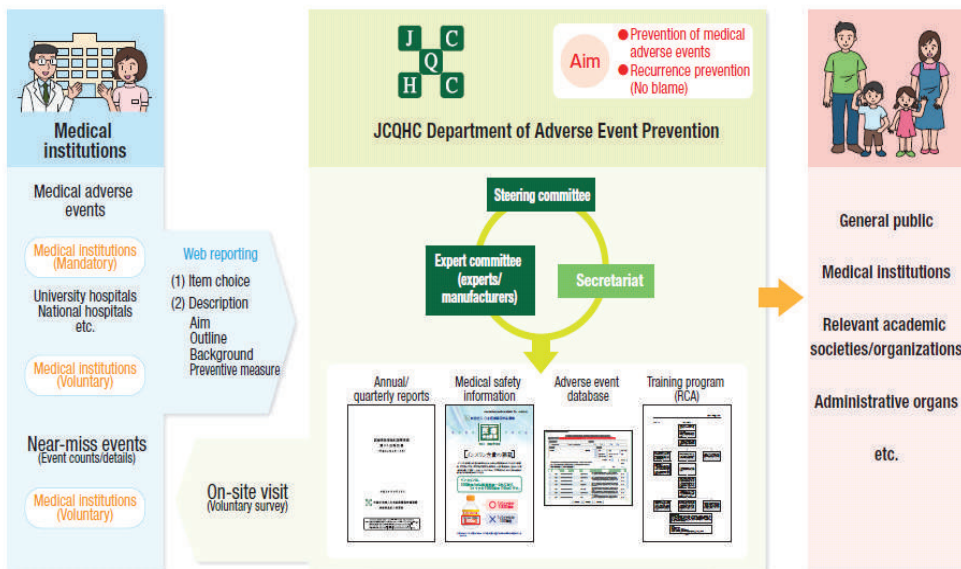 Medical
institutions
Medical adverse
events
Medical institutions
(Mandatory)
University hospitals
National hospitals
etc.
Medical institutions
(Voluntary)
Near-miss events
(Event counts/details)
Medical institutions
(Voluntary)
Web reporting
(1) Item choice
(2) Description
Aim
Outline
Background
Preventive measure
On-site visit
(Voluntary survey)
J C
Q
H C
Aim
Prevention of medical
adverse events
Recurrence prevention
(No blame)
JCQHC Department of Adverse Event Prevention
Steering committee
Expert committee
(experts/
manufacturers)
Secretariat
Annual/
quarterly reports
Medical safety
information
Adverse event
database
Training program
(RCA)
General public
Medical institutions
Relevant academic
societies/organizations
Administrative organs
etc.